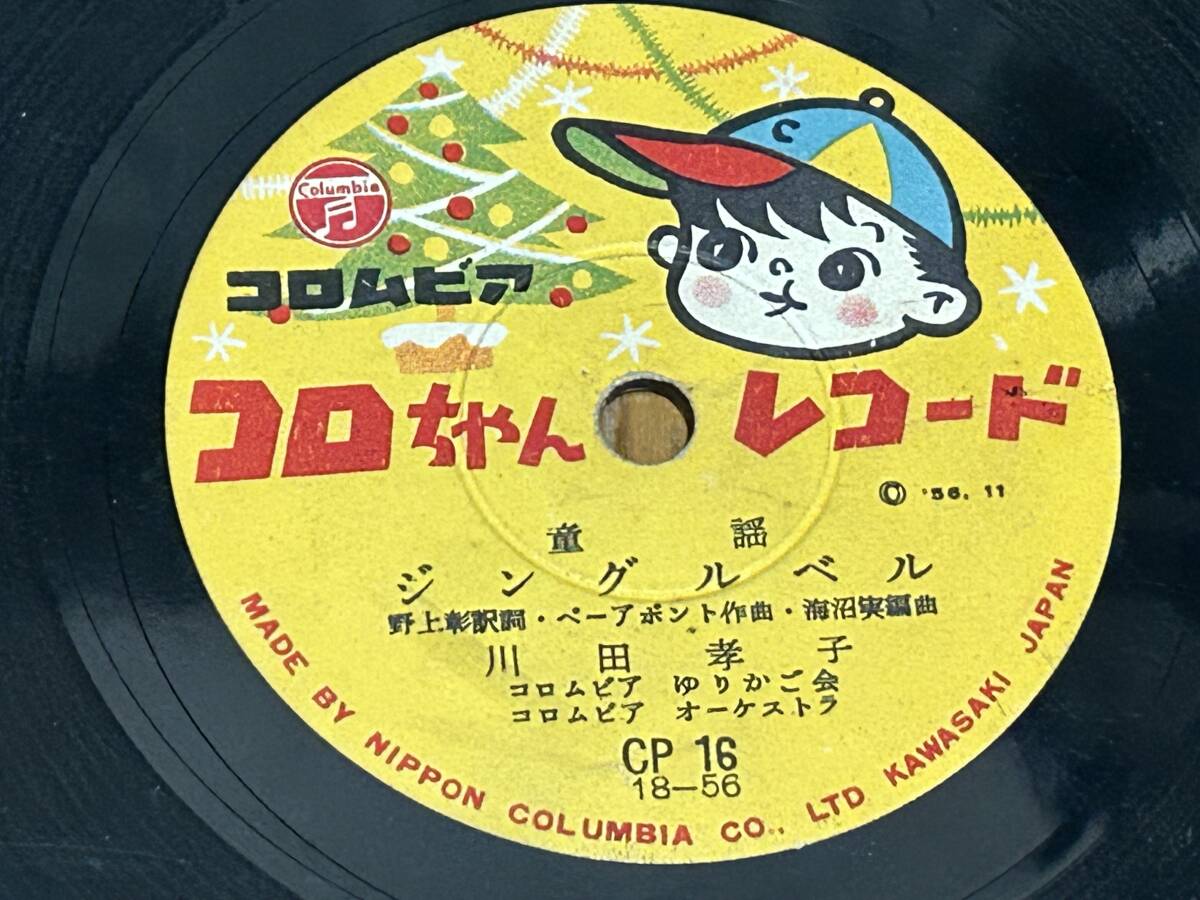 Columbia
コロムビア
コロちゃん レコード
© '56. 11
童謡
ジングルベル
野上彰訳詞・ペーアポント作曲・海沼実編曲
川田孝子
コロムビア ゆりかご会
コロムビア オーケストラ
CP 16
18-56
MADE BY NIPPON COLUMBIA CO., LTD KAWASAKI JAPAN